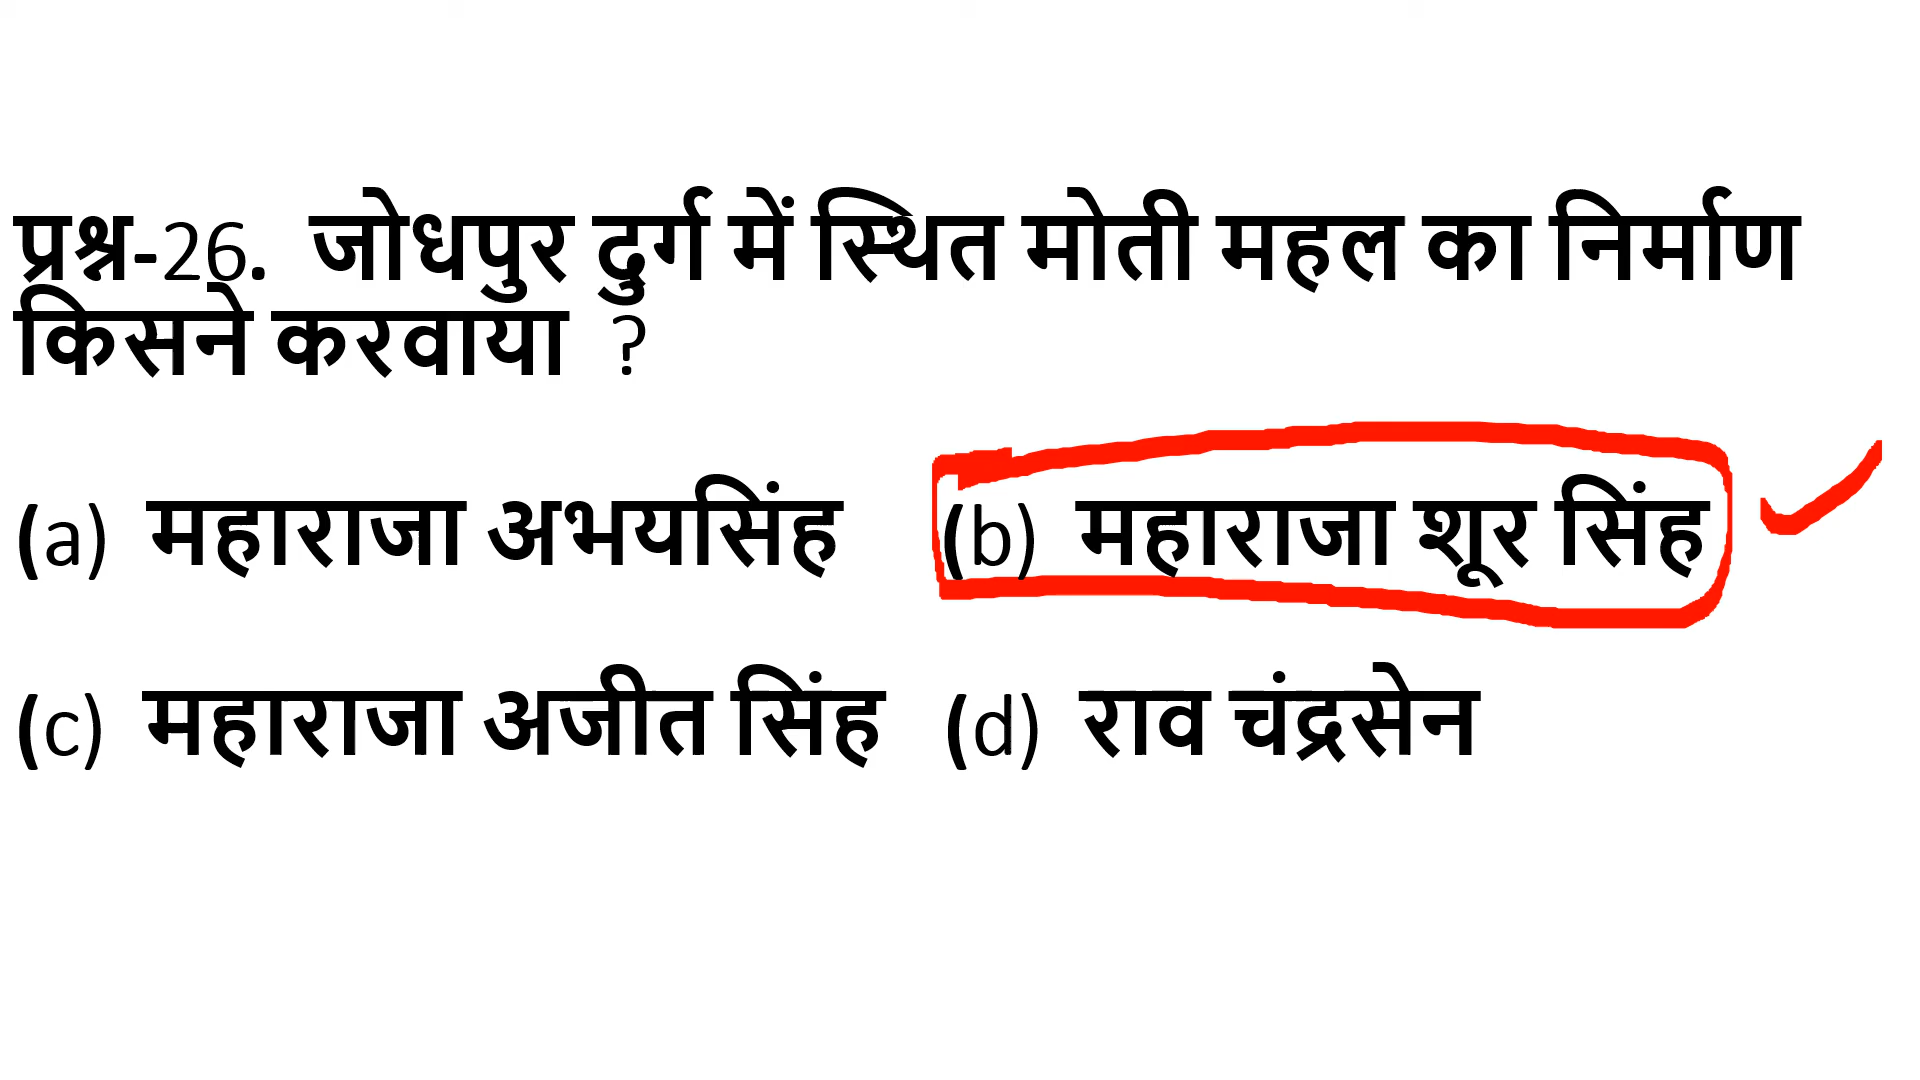 प्रश्न-26. जोधपुर दुर्ग में स्थित मोती महल का निर्माण
किसने करवाया ?
(a) महाराजा अभयसिंह (b) महाराजा शूर सिंह
(c) महाराजा अजीत सिंह (d) राव चंद्रसेन